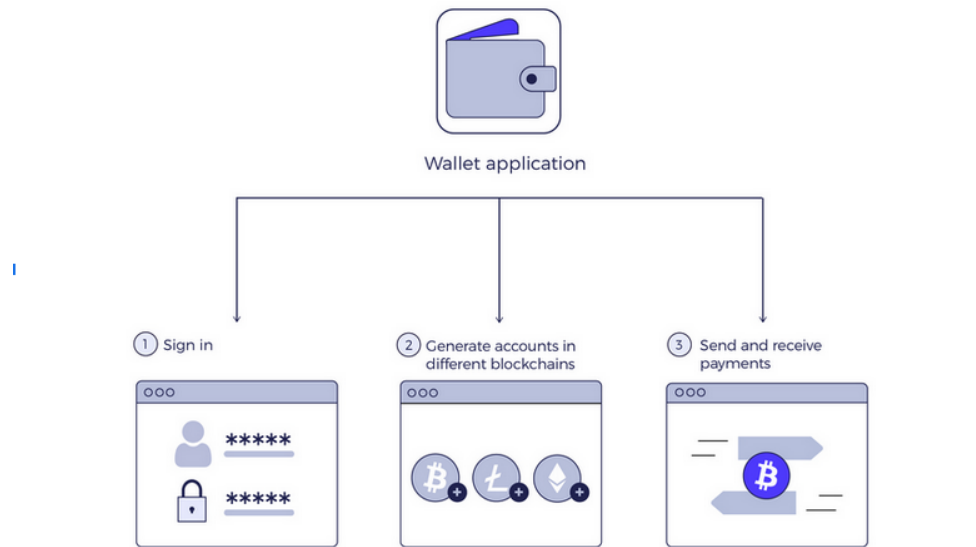 Wallet application
1 Sign in
2 Generate accounts in
different blockchains
3 Send and receive
payments
*****
*****